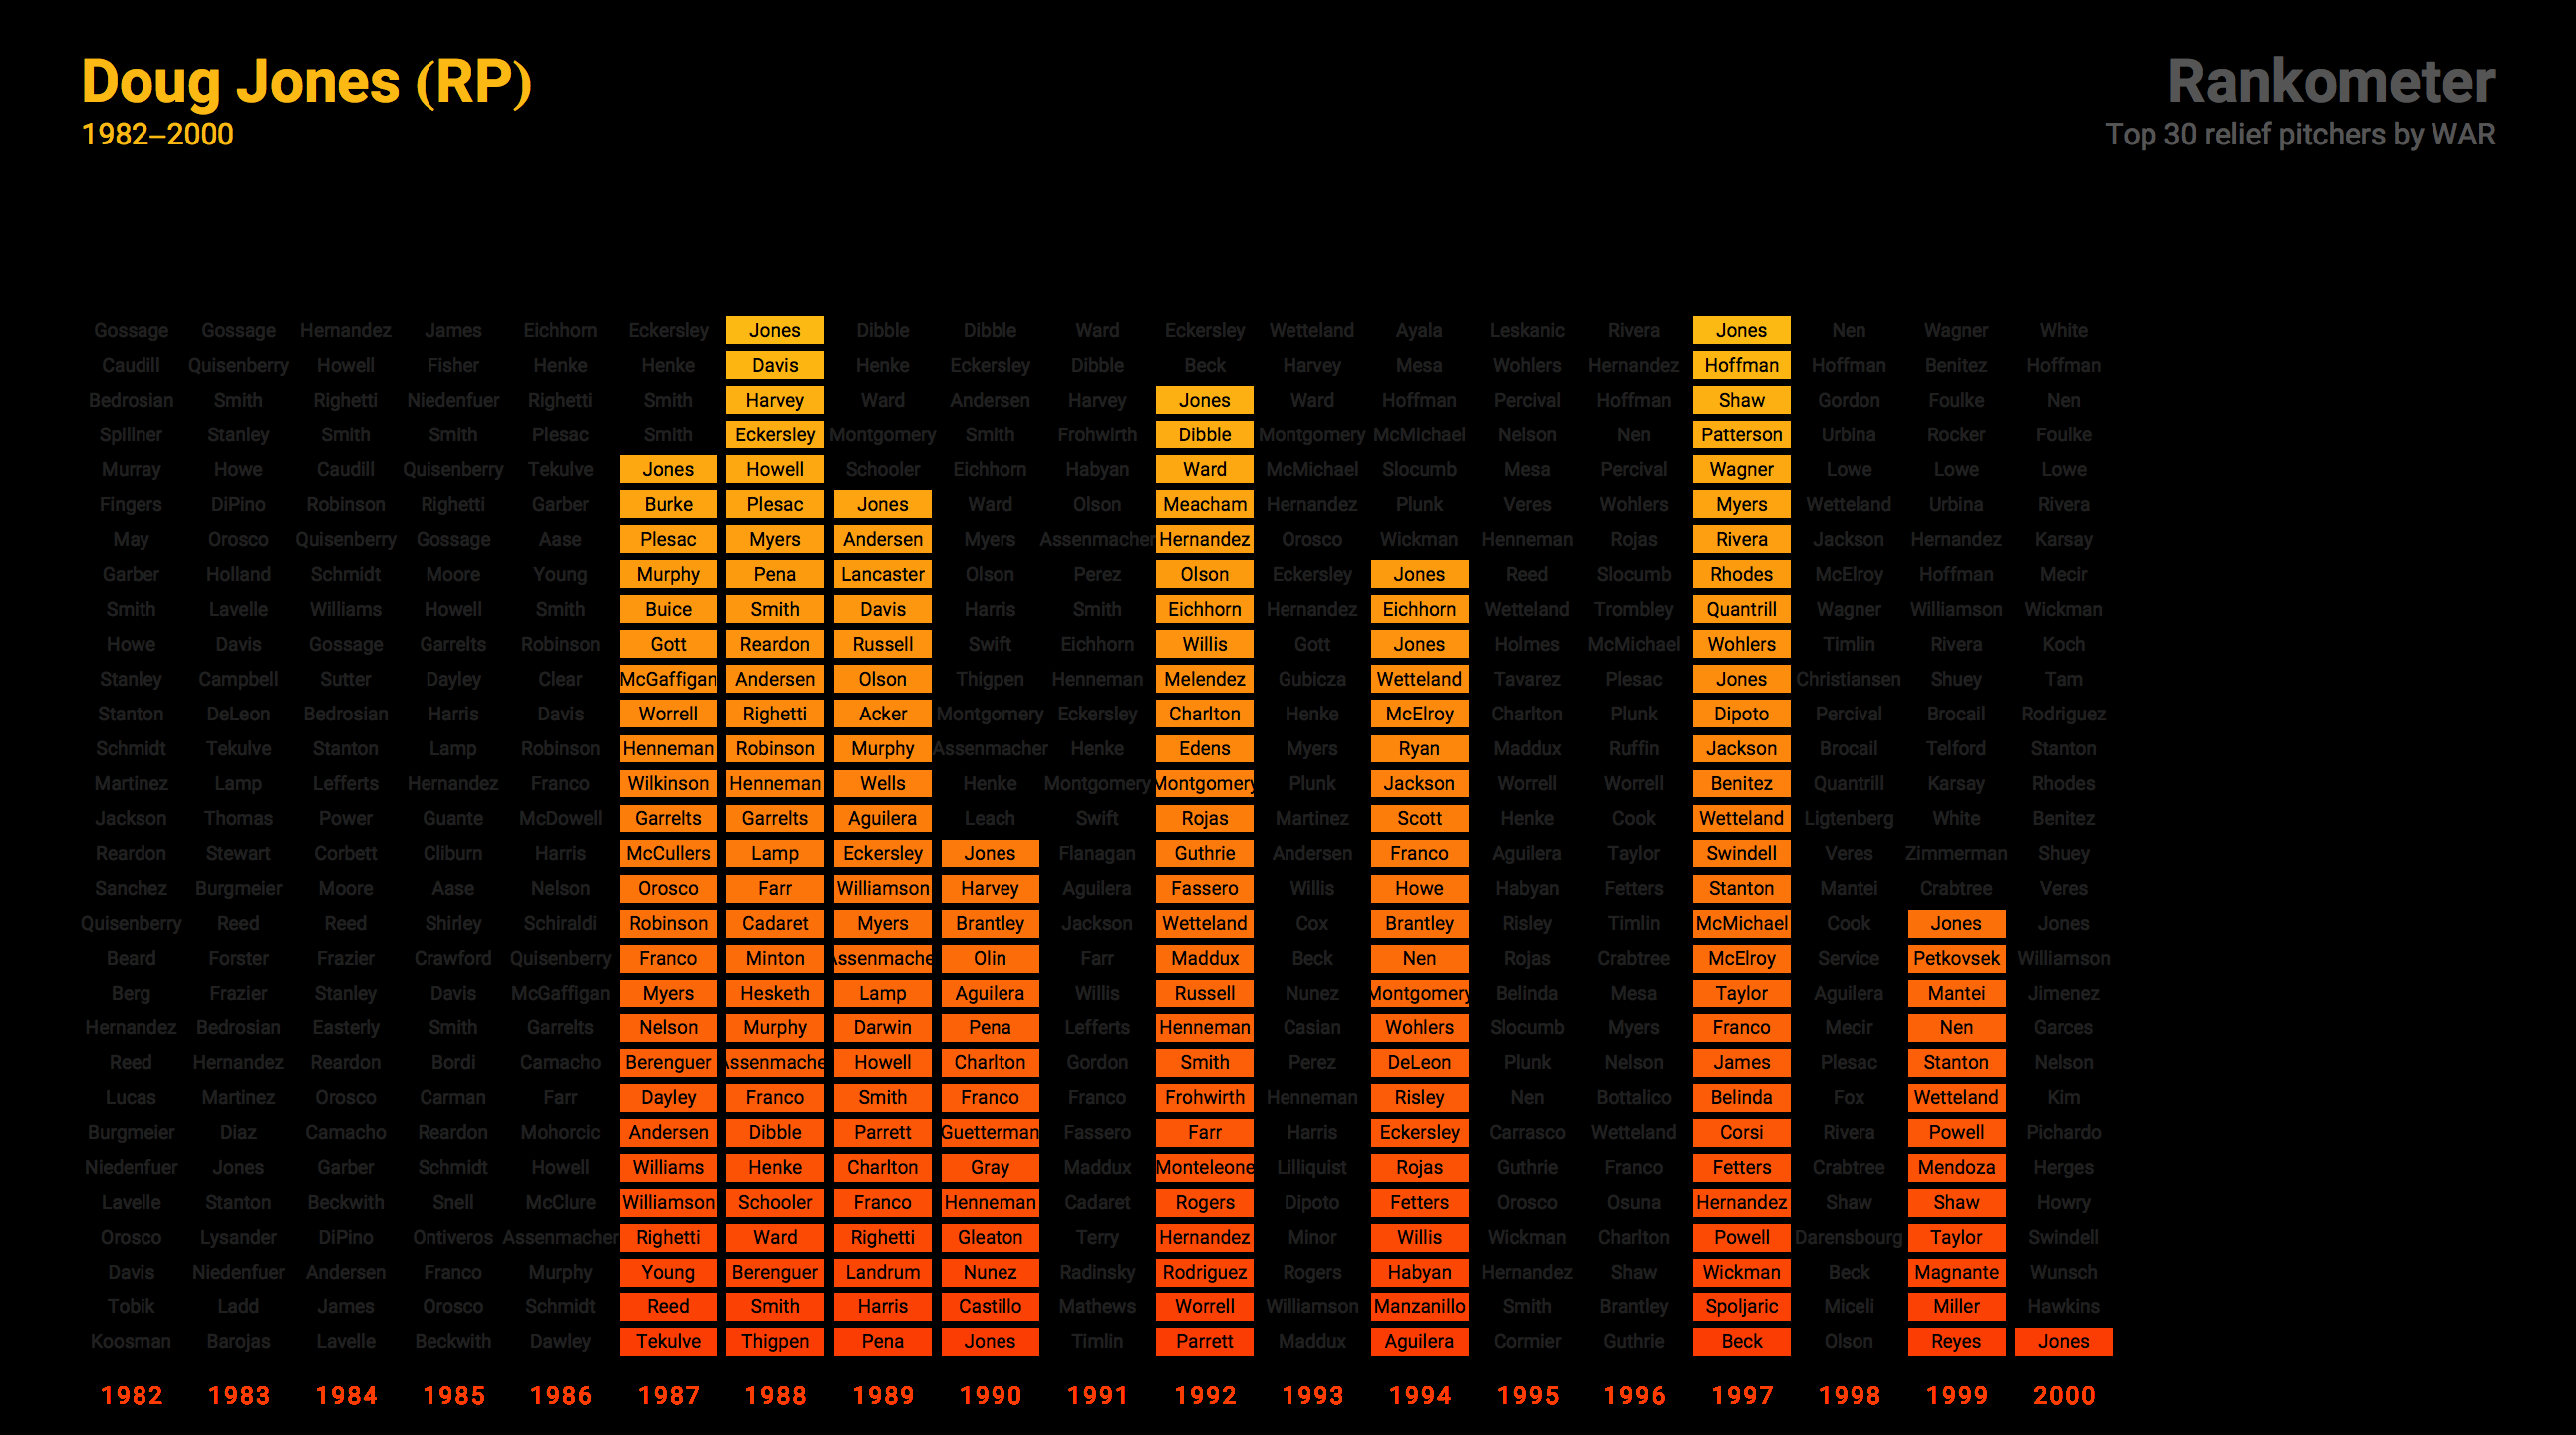 Doug Jones (RP)
1982–2000
Rankometer
Top 30 relief pitchers by WAR
Gossage Gossage Hernandez James Eichhorn Eckersley Jones Dibble Dibble Ward Eckersley Wetteland Ayala Leskanic Rivera Jones Nen Wagner White
Caudill Quisenberry Howell Fisher Henke Henke Davis Henke Eckersley Dibble Beck Harvey Mesa Wohlers Hernandez Hoffman Hoffman Benitez Hoffman
Bedrosian Smith Righetti Niedenfuer Righetti Smith Harvey Ward Andersen Harvey Jones Ward Hoffman Percival Hoffman Shaw Gordon Foulke Nen
Spillner Stanley Smith Smith Plesac Smith Eckersley Montgomery Smith Frohwirth Dibble Montgomery McMichael Nelson Nen Patterson Urbina Rocker Foulke
Murray Howe Caudill Quisenberry Tekulve Jones Howell Schooler Eichhorn Habyan Ward McMichael Slocumb Mesa Percival Wagner Lowe Lowe Lowe
Fingers DiPino Robinson Righetti Garber Burke Plesac Jones Ward Olson Meacham Hernandez Plunk Veres Wohlers Myers Wetteland Urbina Rivera
May Orosco Quisenberry Gossage Aase Plesac Myers Andersen Myers Assenmacher Hernandez Orosco Wickman Henneman Rojas Rivera Jackson Hernandez Karsay
Garber Holland Schmidt Moore Young Murphy Pena Lancaster Olson Perez Olson Eckersley Jones Reed Slocumb Rhodes McElroy Hoffman Mecir
Smith Lavelle Williams Howell Smith Buice Smith Davis Harris Smith Eichhorn Hernandez Eichhorn Wetteland Trombley Quantrill Wagner Williamson Wickman
Howe Davis Gossage Garrelts Robinson Gott Reardon Russell Swift Eichhorn Willis Gott Jones Holmes McMichael Wohlers Timlin Rivera Koch
Stanley Campbell Sutter Dayley Clear McGaffigan Andersen Olson Thigpen Henneman Melendez Gubicza Wetteland Tavarez Plesac Jones Christiansen Shuey Tam
Stanton DeLeon Bedrosian Harris Davis Worrell Righetti Acker Montgomery Eckersley Charlton Henke McElroy Charlton Plunk Dipoto Percival Brocail Rodriguez
Schmidt Tekulve Stanton Lamp Robinson Henneman Robinson Murphy Assenmacher Henke Edens Myers Ryan Maddux Ruffin Jackson Brocail Telford Stanton
Martinez Lamp Lefferts Hernandez Franco Wilkinson Henneman Wells Henke Montgomery Montgomery Plunk Jackson Worrell Worrell Benitez Quantrill Karsay Rhodes
Jackson Thomas Power Guante McDowell Garrelts Garrelts Aguilera Leach Swift Rojas Martinez Scott Henke Cook Wetteland Ligtenberg White Benitez
Reardon Stewart Corbett Cliburn Harris McCullers Lamp Eckersley Jones Flanagan Guthrie Andersen Franco Aguilera Taylor Swindell Veres Zimmerman Shuey
Sanchez Burgmeier Moore Aase Nelson Orosco Farr Williamson Harvey Aguilera Fassero Willis Howe Habyan Fetters Stanton Mantei Crabtree Veres
Quisenberry Reed Reed Shirley Schiraldi Robinson Cadaret Myers Brantley Jackson Wetteland Cox Brantley Risley Timlin McMichael Cook Jones Jones
Beard Forster Frazier Crawford Quisenberry Franco Minton Assenmache Olin Farr Maddux Beck Nen Rojas Crabtree McElroy Service Petkovsek Williamson
Berg Frazier Stanley Davis McGaffigan Myers Hesketh Lamp Aguilera Willis Russell Nunez Montgomery Belinda Mesa Taylor Aguilera Mantei Jimenez
Hernandez Bedrosian Easterly Smith Garrelts Nelson Murphy Darwin Pena Lefferts Henneman Casian Wohlers Slocumb Myers Franco Mecir Nen Garces
Reed Hernandez Reardon Bordi Camacho Berenguer Assenmache Howell Charlton Gordon Smith Perez DeLeon Plunk Nelson James Plesac Stanton Nelson
Lucas Martinez Orosco Carman Farr Dayley Franco Smith Franco Franco Frohwirth Henneman Risley Nen Bottalico Belinda Fox Wetteland Kim
Burgmeier Diaz Camacho Reardon Mohorcic Andersen Dibble Parrett Guetterman Fassero Farr Harris Eckersley Carrasco Wetteland Corsi Rivera Powell Pichardo
Niedenfuer Jones Garber Schmidt Howell Williams Henke Charlton Gray Maddux Monteleone Lilliquist Rojas Guthrie Franco Fetters Crabtree Mendoza Herges
Lavelle Stanton Beckwith Snell McClure Williamson Schooler Franco Henneman Cadaret Rogers Dipoto Fetters Orosco Osuna Hernandez Shaw Shaw Howry
Orosco Lysander DiPino Ontiveros Assenmacher Righetti Ward Righetti Gleaton Terry Hernandez Minor Willis Wickman Charlton Powell Darensbourg Taylor Swindell
Davis Niedenfuer Andersen Franco Murphy Young Berenguer Landrum Nunez Radinsky Rodriguez Rogers Habyan Hernandez Shaw Wickman Beck Magnante Wunsch
Tobik Ladd James Orosco Schmidt Reed Smith Harris Castillo Mathews Worrell Williamson Manzanillo Smith Brantley Spoljaric Miceli Miller Hawkins
Koosman Barojas Lavelle Beckwith Dawley Tekulve Thigpen Pena Jones Timlin Parrett Maddux Aguilera Cormier Guthrie Beck Olson Reyes Jones
1982 1983 1984 1985 1986 1987 1988 1989 1990 1991 1992 1993 1994 1995 1996 1997 1998 1999 2000